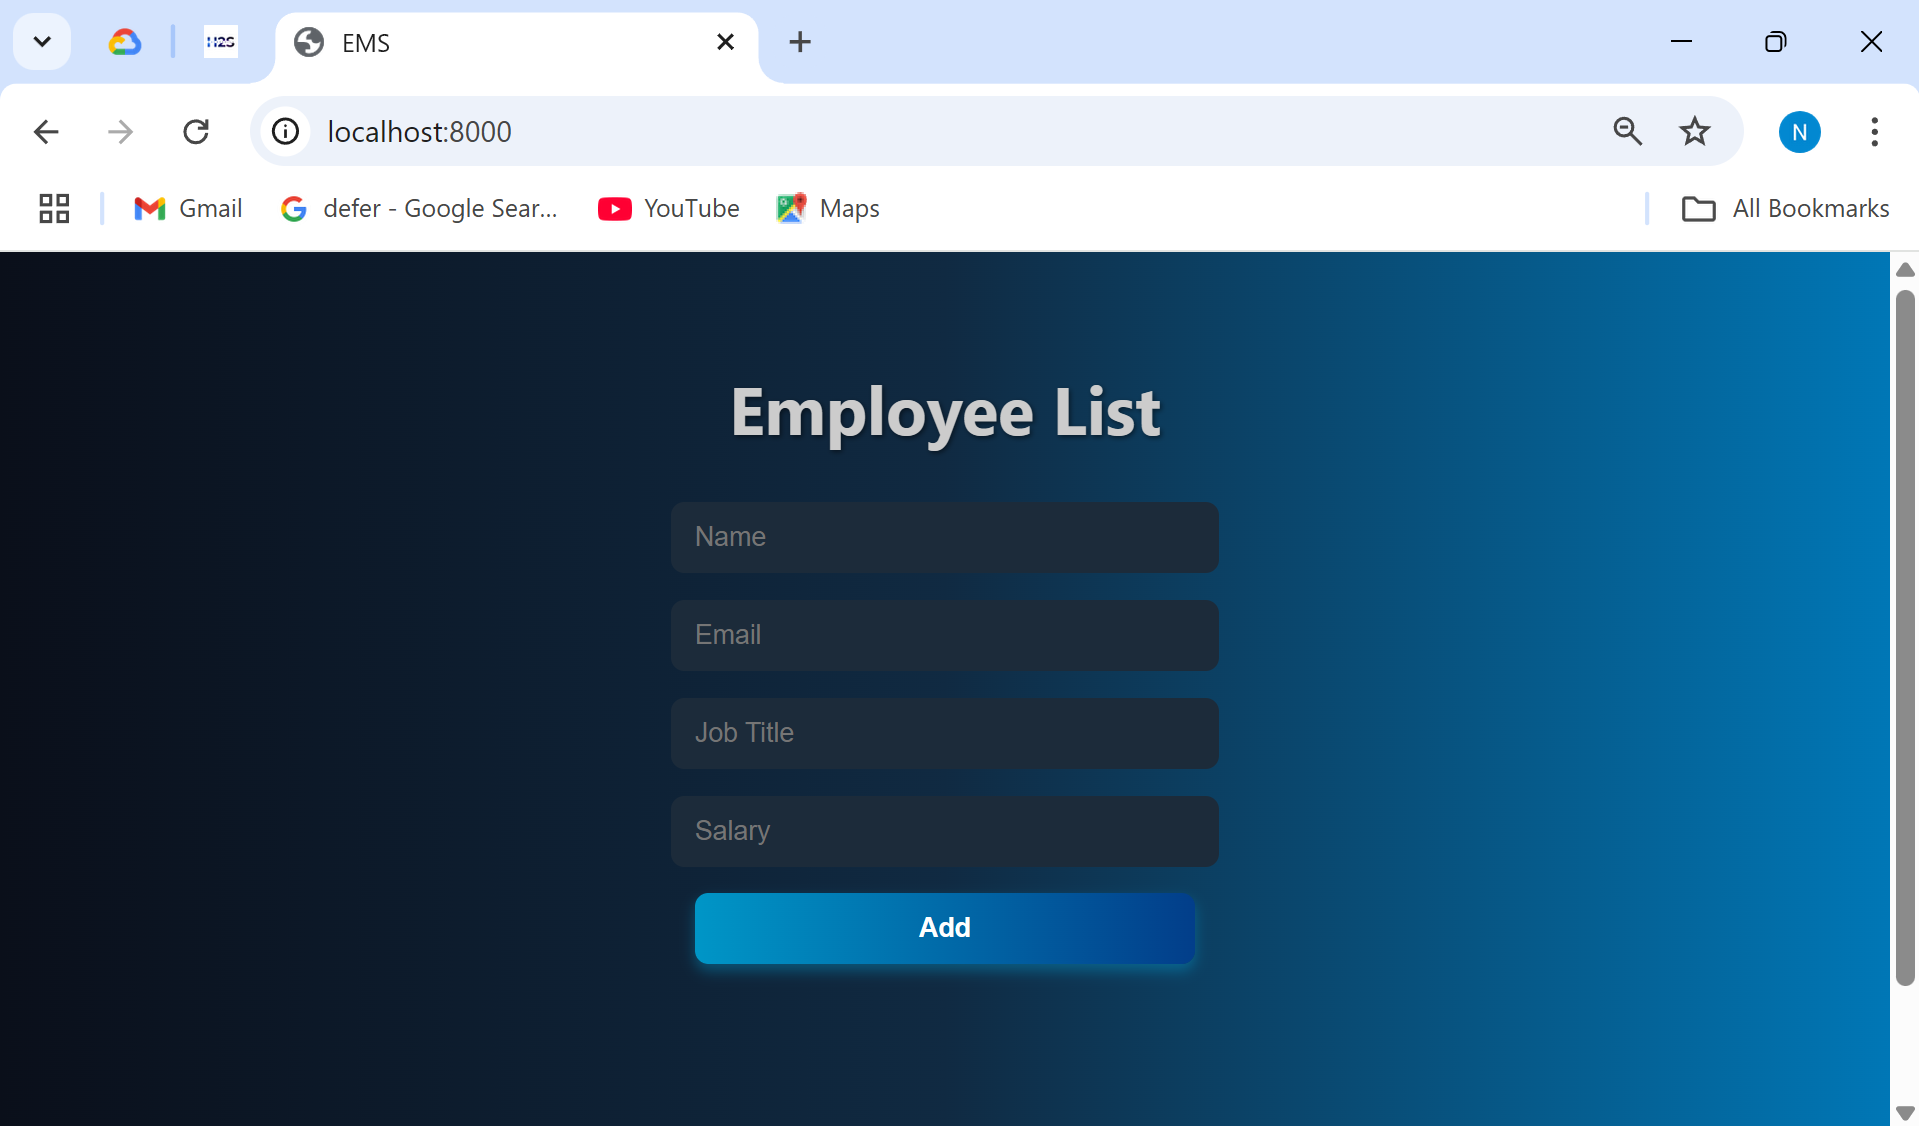 H2S
EMS
localhost:8000
N
Gmail
defer - Google Sear...
YouTube
Maps
All Bookmarks
Employee List
Name
Email
Job Title
Salary
Add